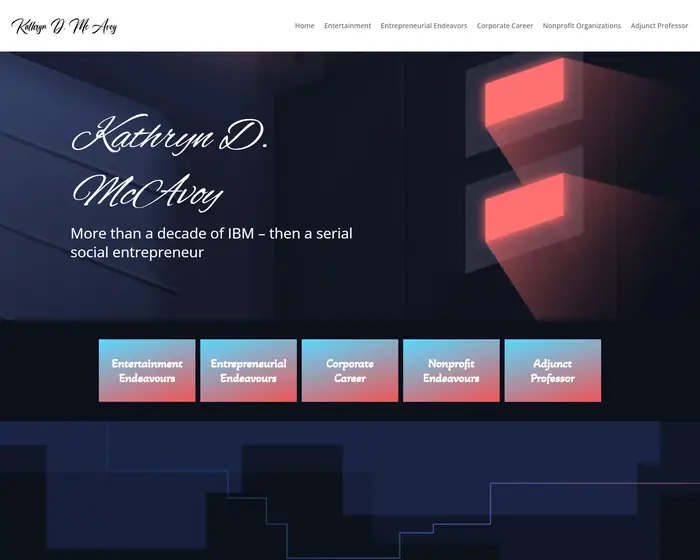 Kathryn D. Mc Avoy
Home Entertainment Entrepreneurial Endeavors Corporate Career Nonprofit Organizations Adjunct Professor
Kathryn D.
McAvoy
More than a decade of IBM – then a serial
social entrepreneur
Entertainment
Endeavours
Entrepreneurial
Endeavours
Corporate
Career
Nonprofit
Endeavours
Adjunct
Professor